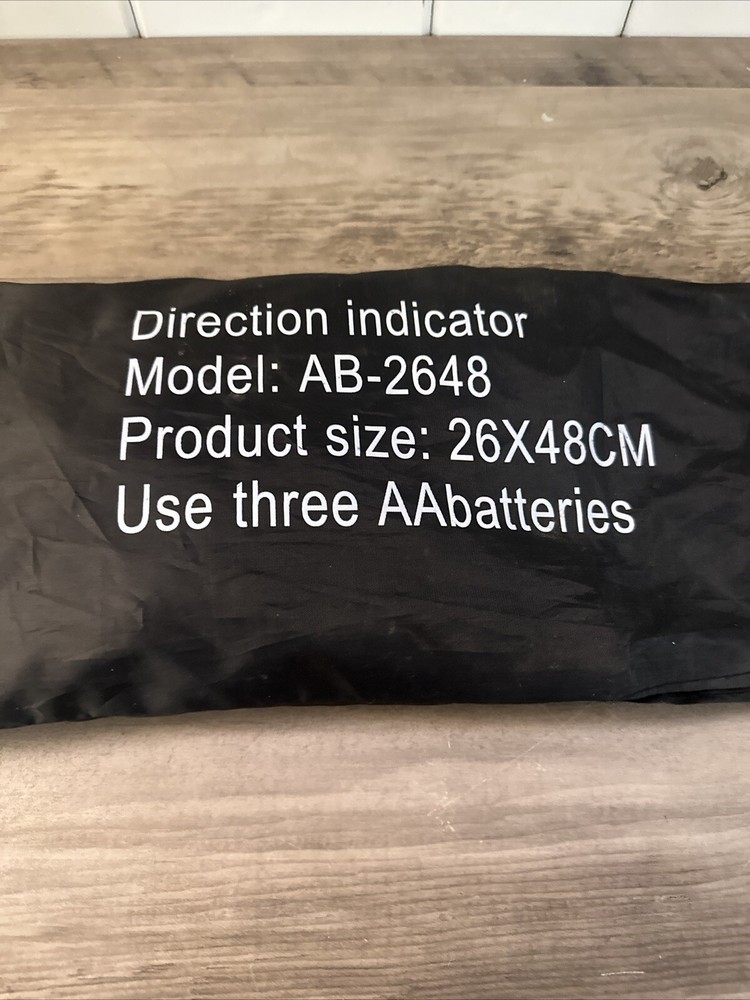 Direction indicator
Model: AB-2648
Product size: 26X48CM
Use three AAbatteries